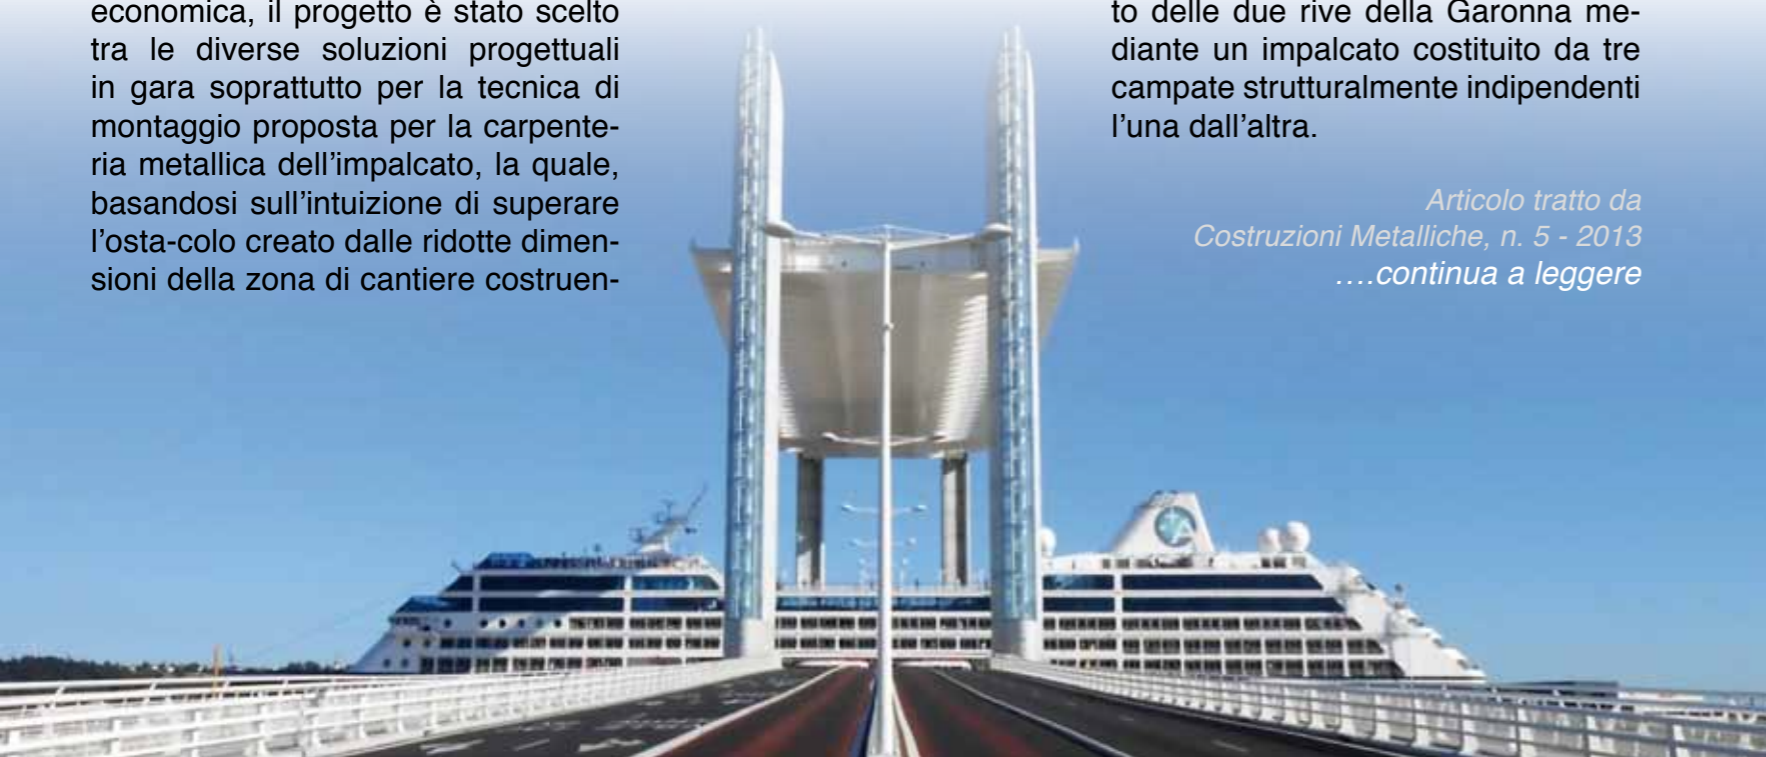 economica, il progetto è stato scelto
tra le diverse soluzioni progettuali
in gara soprattutto per la tecnica di
montaggio proposta per la carpente-
ria metallica dell'impalcato, la quale,
basandosi sull'intuizione di superare
l'osta-colo creato dalle ridotte dimen-
sioni della zona di cantiere costruen-
to delle due rive della Garonna me-
diante un impalcato costituito da tre
campate strutturalmente indipendenti
l'una dall'altra.
Articolo tratto da
Costruzioni Metalliche, n. 5 - 2013
....continua a leggere